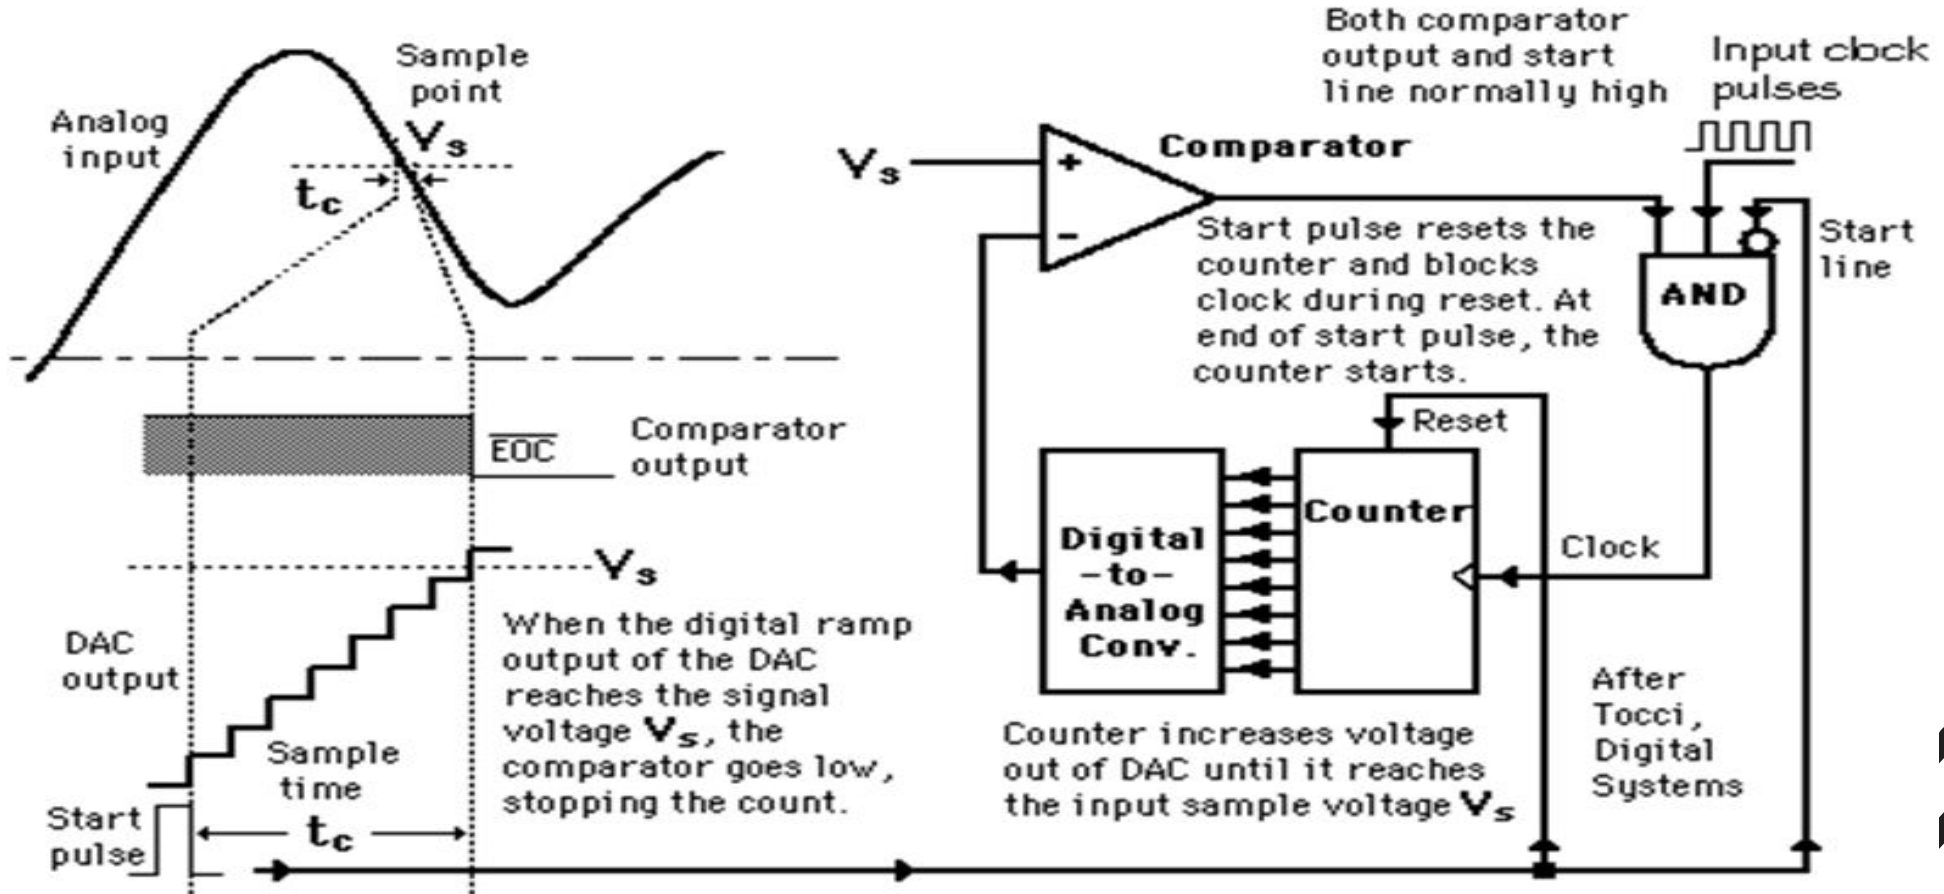 Both comparator
output and start
line normally high
Input clock
pulses
Sample
point
Analog
input
Vs
tc
Vs
Comparator
+
-
Start pulse resets the
counter and blocks
clock during reset. At
end of start pulse, the
counter starts.
Start
line
AND
Reset
EOC
Comparator
output
Counter
Digital
-to-
Analog
Conv.
Clock
Vs
DAC
output
When the digital ramp
output of the DAC
reaches the signal
voltage Vs, the
comparator goes low,
stopping the count.
Sample
time
tc
Start
pulse
Counter increases voltage
out of DAC until it reaches
the input sample voltage Vs
After
Tocci,
Digital
Systems